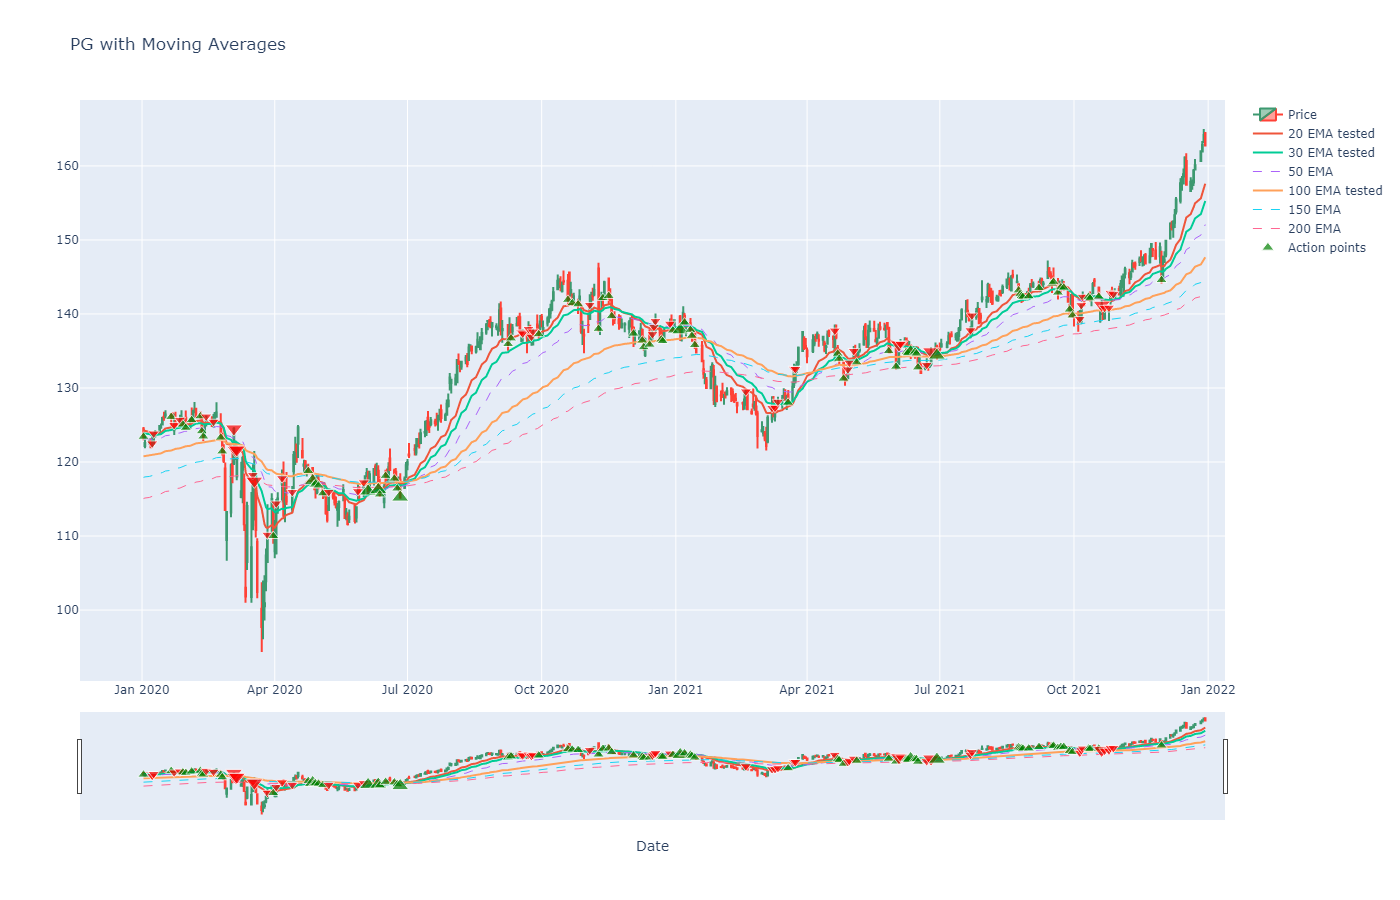 PG with Moving Averages
Price
20 EMA tested
30 EMA tested
50 EMA
100 EMA tested
150 EMA
200 EMA
Action points
160
150
140
130
120
110
100
Jan 2020
Apr 2020
Jul 2020
Oct 2020
Jan 2021
Apr 2021
Jul 2021
Oct 2021
Jan 2022
Date